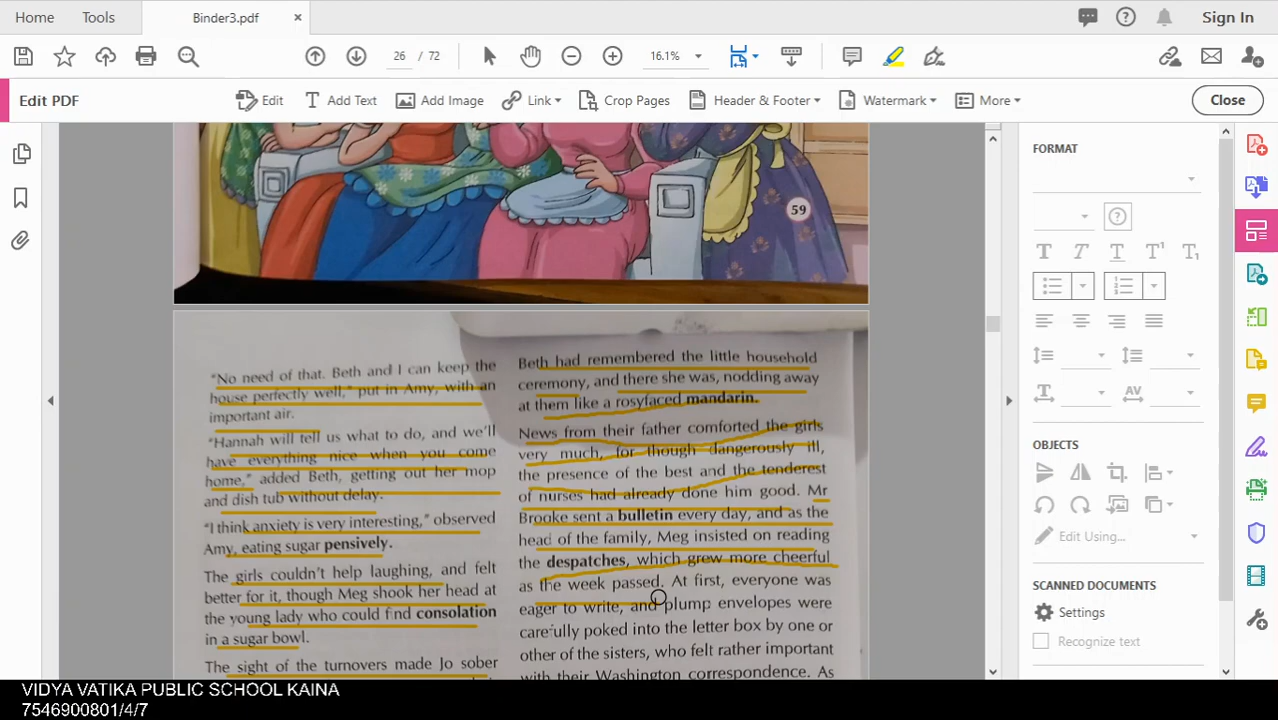 Home Tools Binder3.pdf × Sign In
26 / 72 16.1%
Edit PDF Edit Add Text Add Image Link Crop Pages Header & Footer Watermark More Close
59
"No need of that. Beth and I can keep the
house perfectly well," put in Amy, with an
important air.
"Hannah will tell us what to do, and we'll
have everything nice when you come
home," added Beth, getting out her mop
and dish tub without delay.
"I think anxiety is very interesting," observed
Amy, eating sugar pensively.
The girls couldn't help laughing, and felt
better for it, though Meg shook her head at
the young lady who could find consolation
in a sugar bowl.
The sight of the turnovers made Jo sober
Beth had remembered the little household
ceremony, and there she was, nodding away
at them like a rosyfaced mandarin.
News from their father comforted the girls
very much, for though dangerously ill,
the presence of the best and the tenderest
of nurses had already done him good. Mr
Brooke sent a bulletin every day, and as the
head of the family, Meg insisted on reading
the despatches, which grew more cheerful
as the week passed. At first, everyone was
eager to write, and plump envelopes were
carefully poked into the letter box by one or
other of the sisters, who felt rather important
with their Washington correspondence. As
FORMAT
T T T T¹ T₁
T AV
OBJECTS
Edit Using...
SCANNED DOCUMENTS
Settings
Recognize text
VIDYA VATIKA PUBLIC SCHOOL KAINA
7546900801/4/7